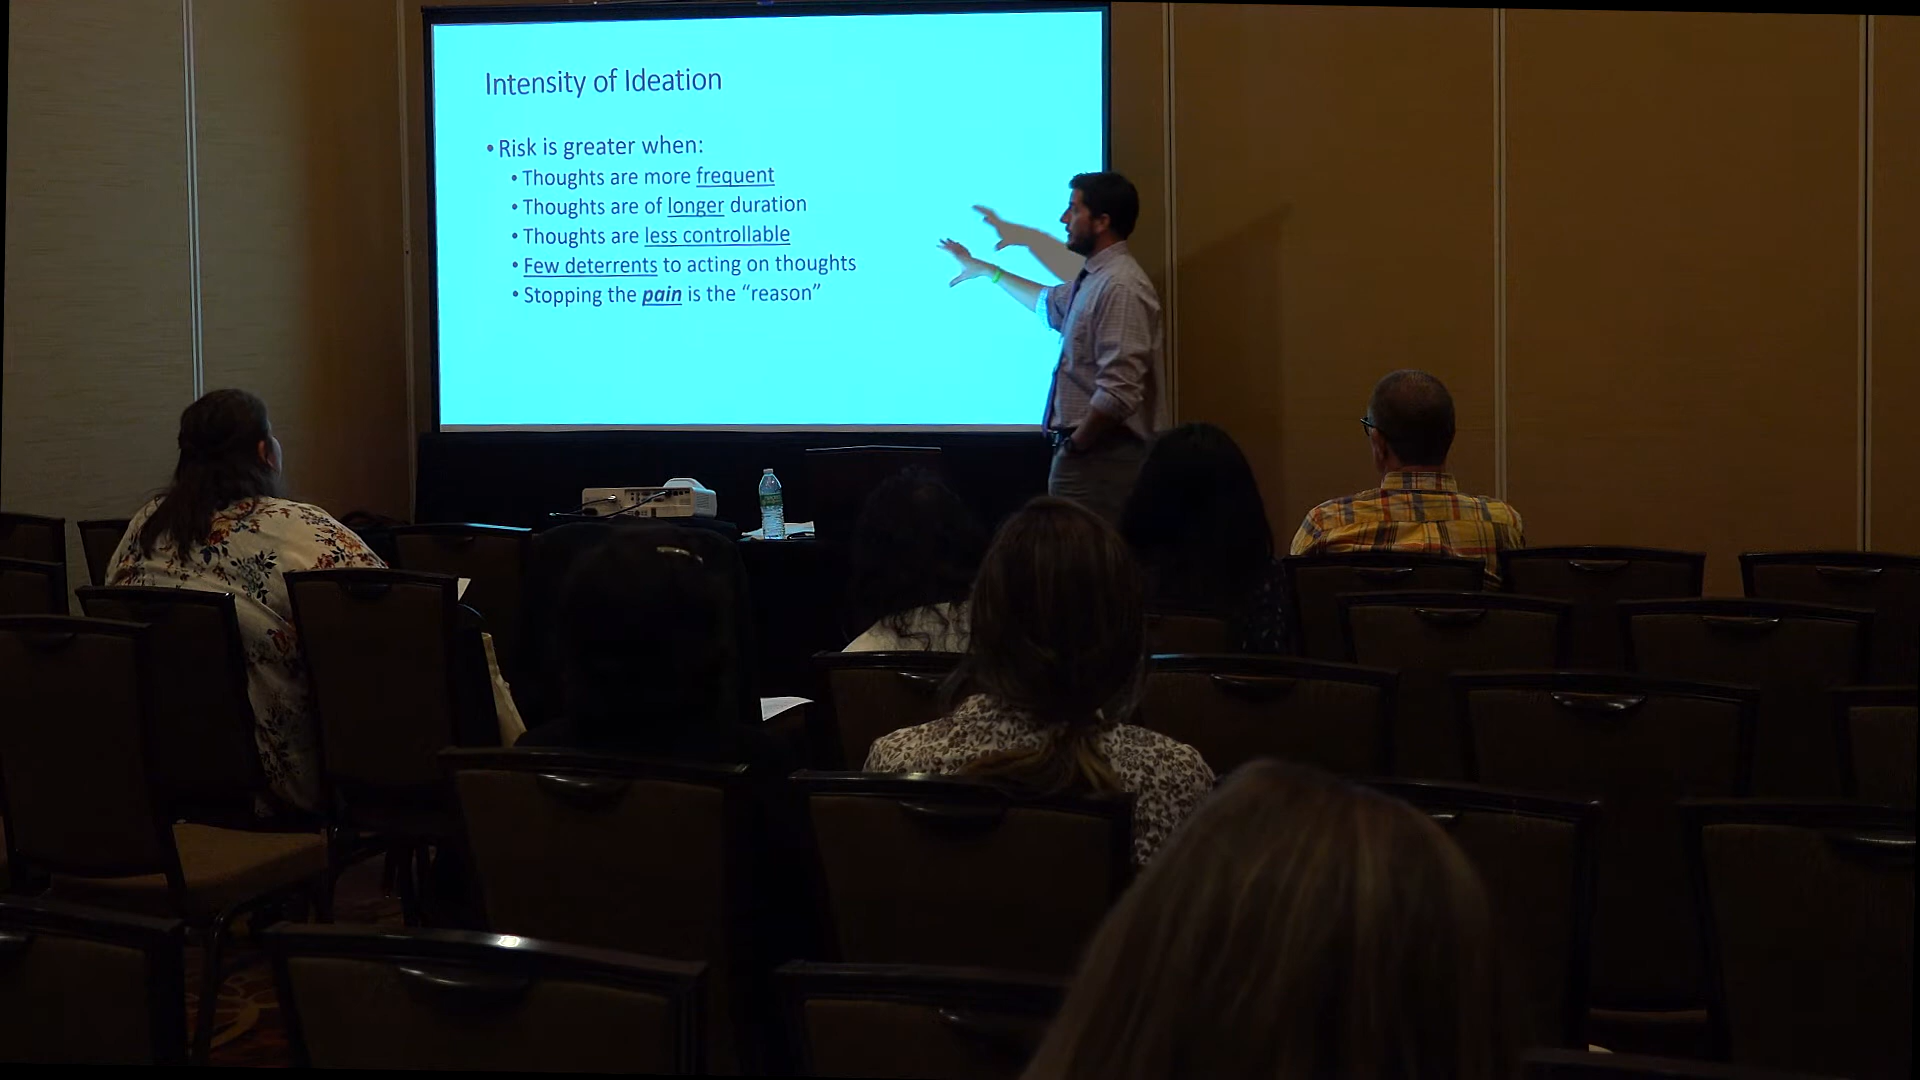 Intensity of Ideation
• Risk is greater when:
• Thoughts are more frequent
• Thoughts are of longer duration
• Thoughts are less controllable
• Few deterrents to acting on thoughts
• Stopping the pain is the “reason”